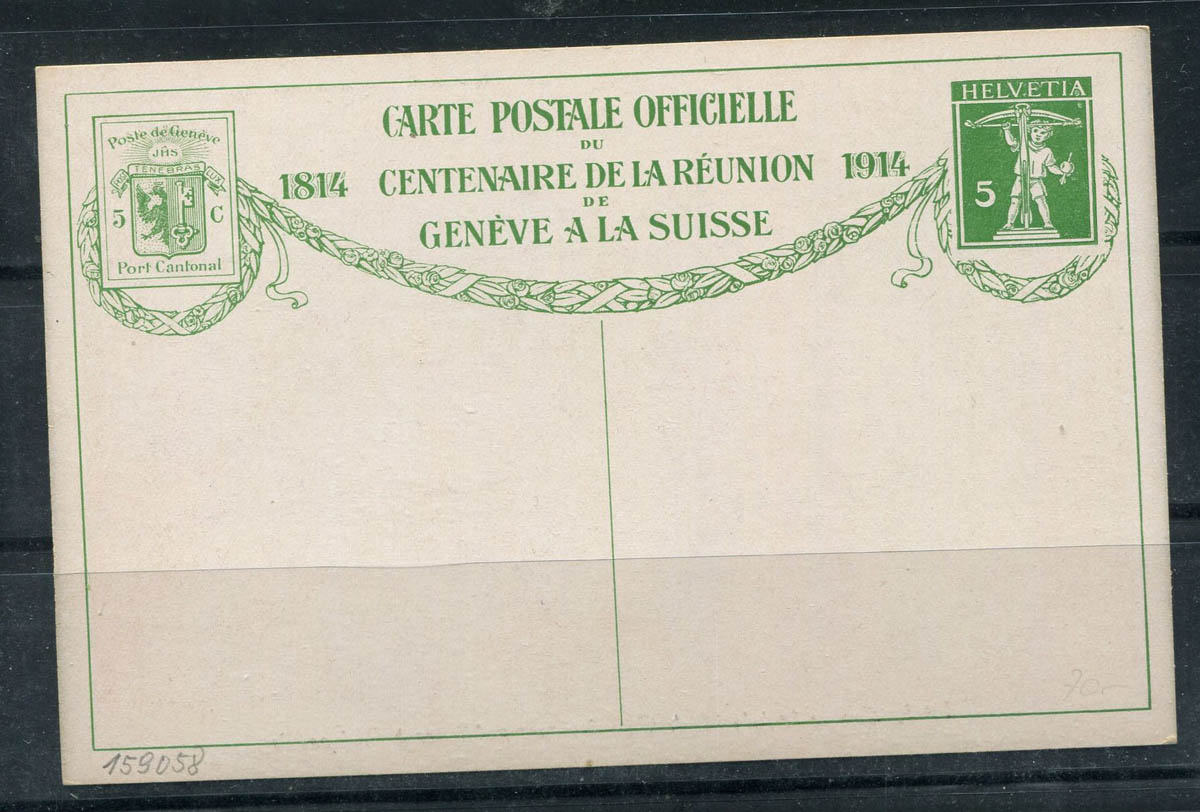 Poste de Genève
JHS
POST TENEBRAS LUX
5 C
Port Cantonal
CARTE POSTALE OFFICIELLE
DU
1814 CENTENAIRE DE LA RÉUNION 1914
DE
GENÈVE A LA SUISSE
HELVETIA
5
70-
159058